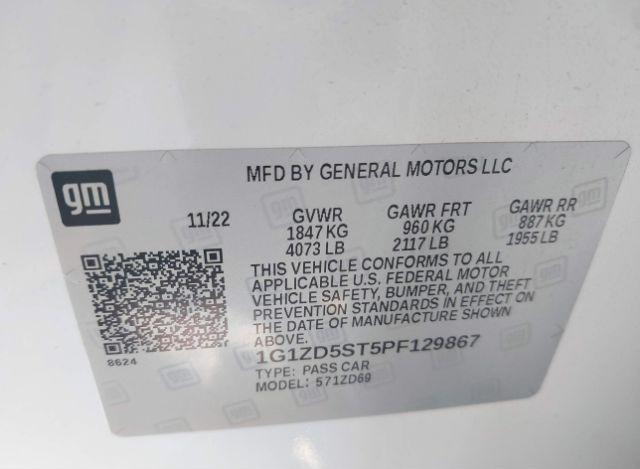 gm
MFD BY GENERAL MOTORS LLC
11/22 GVWR GAWR FRT GAWR RR
1847 KG 960 KG 887 KG
4073 LB 2117 LB 1955 LB
THIS VEHICLE CONFORMS TO ALL
APPLICABLE U.S. FEDERAL MOTOR
VEHICLE SAFETY, BUMPER, AND THEFT
PREVENTION STANDARDS IN EFFECT ON
THE DATE OF MANUFACTURE SHOWN
ABOVE.
8624
1G1ZD5ST5PF129867
TYPE: PASS CAR
MODEL: 571ZD69